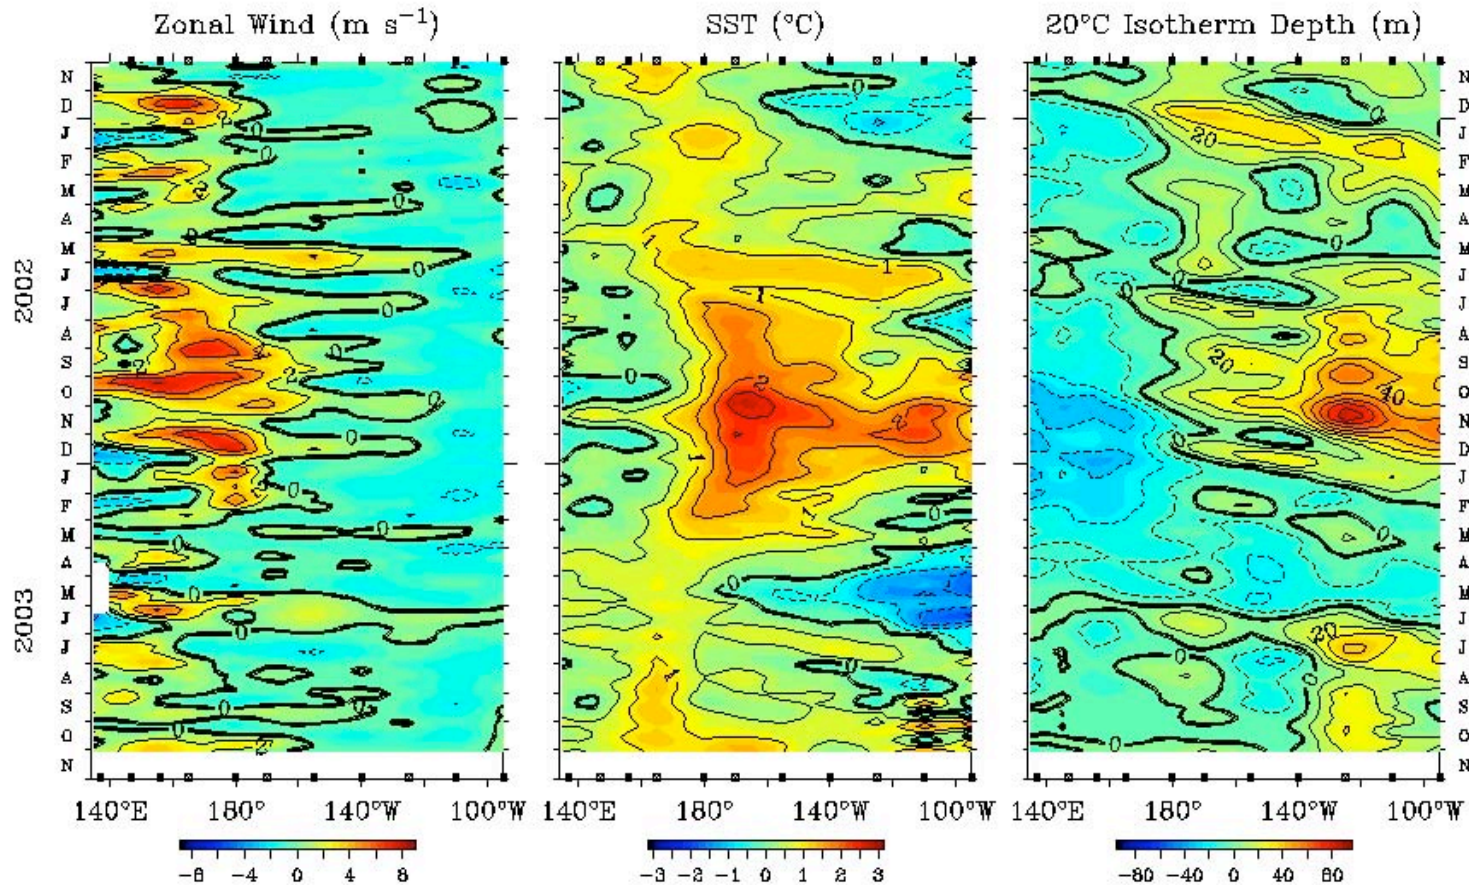 Zonal Wind (m s⁻¹) SST (°C) 20°C Isotherm Depth (m)
N N
D D
J J
F F
M M
A A
M M
J J
J J
A A
S S
O O
N N
D D
J J
F F
M M
A A
M M
J J
J J
A A
S S
O O
N N
2002
2003
140°E 180° 140°W 100°W 140°E 180° 140°W 100°W 140°E 180° 140°W 100°W
-8 -4 0 4 8 -3 -2 -1 0 1 2 3 -80 -40 0 40 80